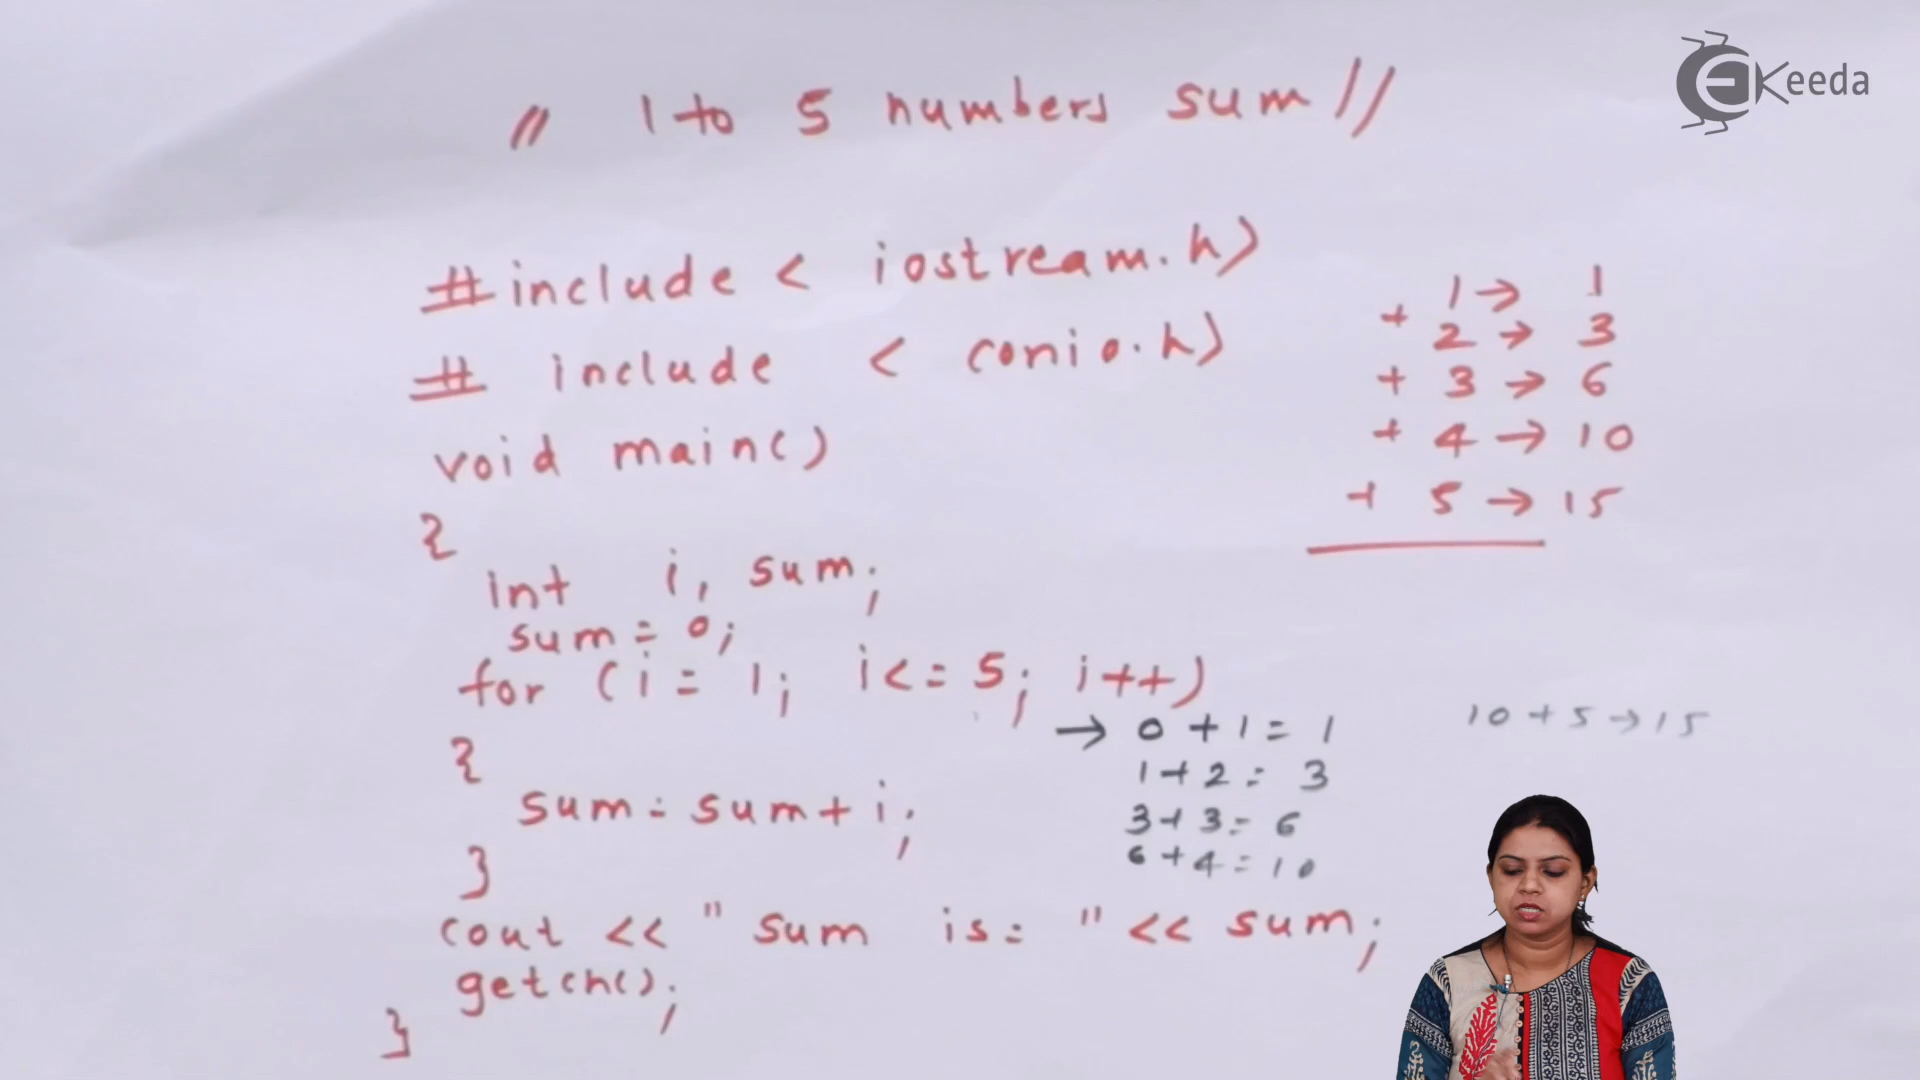 // 1 to 5 numbers sum //
EKeeda
#include < iostream.h>
# include < conio.h>
void main()
{
int i, sum;
sum = 0;
for (i = 1; i <= 5; i++)
{
sum = sum + i;
}
cout << " sum is = " << sum;
getch();
}
1 → 1
+ 2 → 3
+ 3 → 6
+ 4 → 10
+ 5 → 15
→ 0 + 1 = 1
1 + 2 = 3
3 + 3 = 6
6 + 4 = 10
10 + 5 → 15